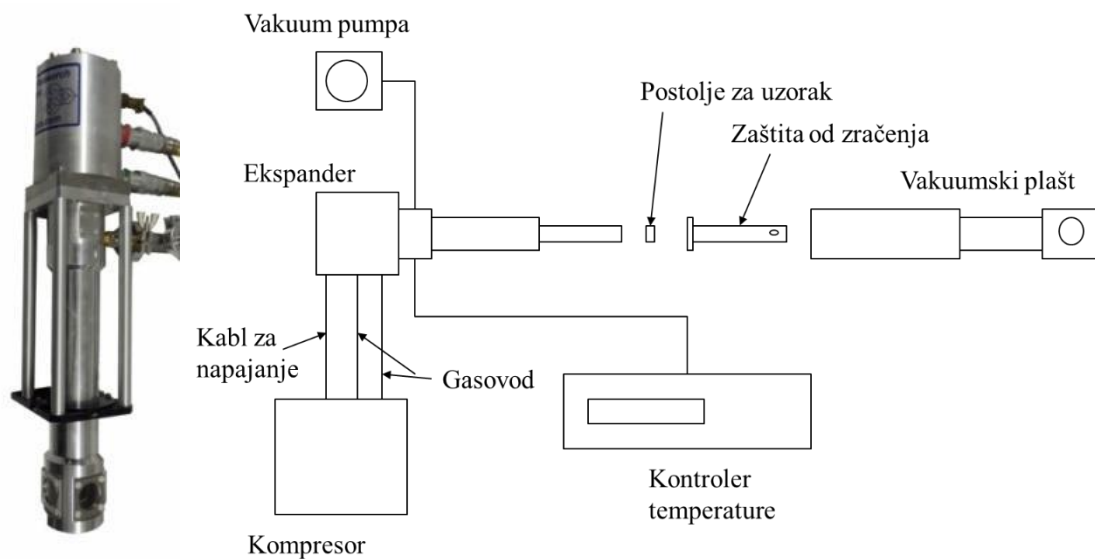 Vakuum pumpa
Postolje za uzorak
Zaštita od zračenja
Ekspander
Vakuumski plašt
Kabl za
napajanje
Gasovod
Kontroler
temperature
Kompresor